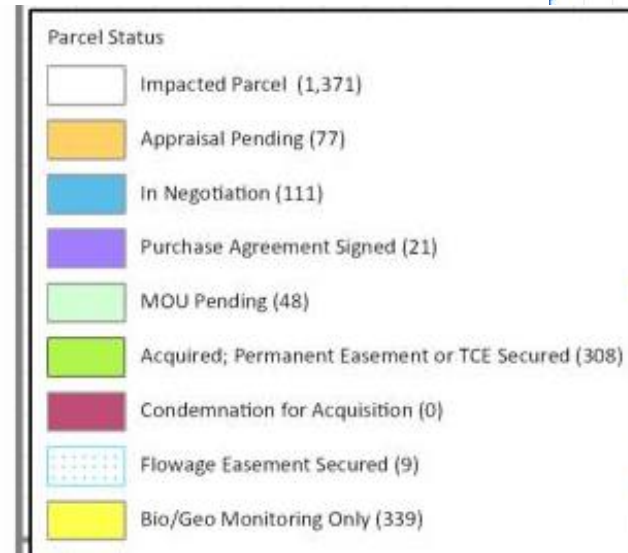 Parcel Status
Impacted Parcel (1,371)
Appraisal Pending (77)
In Negotiation (111)
Purchase Agreement Signed (21)
MOU Pending (48)
Acquired; Permanent Easement or TCE Secured (308)
Condemnation for Acquisition (0)
Flowage Easement Secured (9)
Bio/Geo Monitoring Only (339)